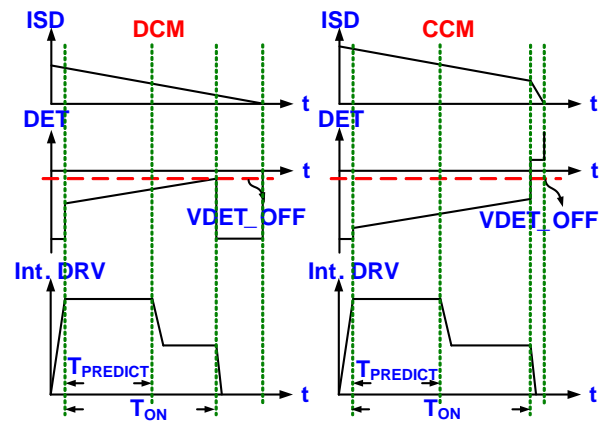 ISD
DCM
t
DET
VDET_OFF
Int. DRV
TPREDICT
TON
t
ISD
CCM
t
DET
VDET_OFF
Int. DRV
TPREDICT
TON
t